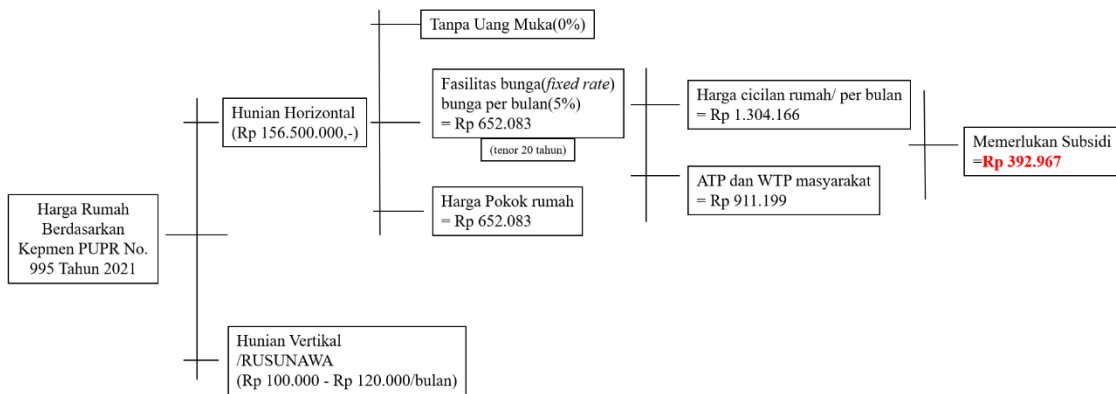 Harga Rumah
Berdasarkan
Kepmen PUPR No.
995 Tahun 2021
Hunian Horizontal
(Rp 156.500.000,-)
Hunian Vertikal
/RUSUNAWA
(Rp 100.000 - Rp 120.000/bulan)
Tanpa Uang Muka(0%)
Fasilitas bunga(fixed rate)
bunga per bulan(5%)
= Rp 652.083
(tenor 20 tahun)
Harga Pokok rumah
= Rp 652.083
Harga cicilan rumah/ per bulan
= Rp 1.304.166
ATP dan WTP masyarakat
= Rp 911.199
Memerlukan Subsidi
=Rp 392.967